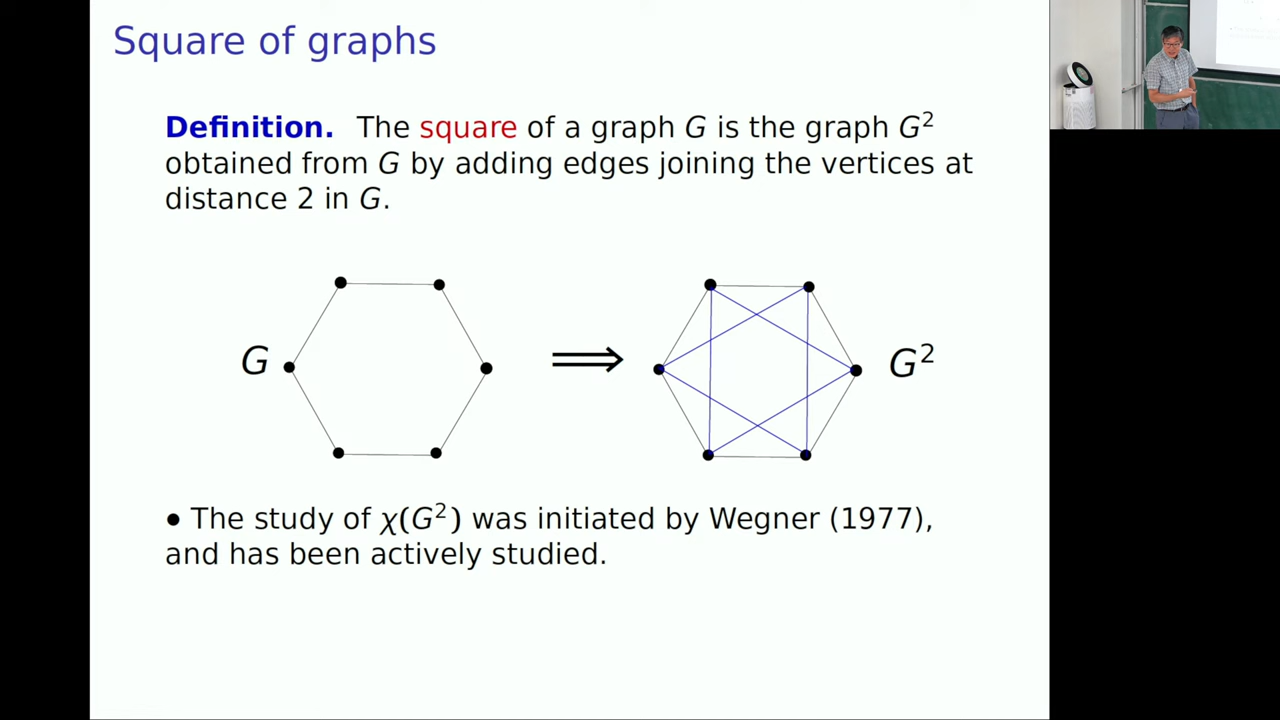 Square of graphs
Definition. The square of a graph G is the graph G²
obtained from G by adding edges joining the vertices at
distance 2 in G.
G ⟹ G²
• The study of χ(G²) was initiated by Wegner (1977),
and has been actively studied.